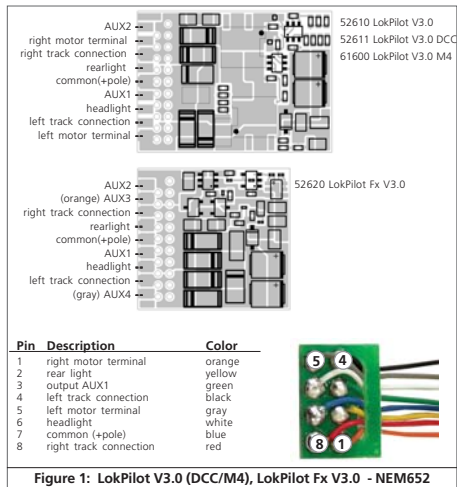 AUX2
right motor terminal
right track connection
rearlight
common(+pole)
AUX1
headlight
left track connection
left motor terminal
52610 LokPilot V3.0
52611 LokPilot V3.0 DCC
61600 LokPilot V3.0 M4
AUX2
(orange) AUX3
right track connection
rearlight
common(+pole)
AUX1
headlight
left track connection
(gray) AUX4
52620 LokPilot Fx V3.0
Pin Description Color
1 right motor terminal orange
2 rear light yellow
3 output AUX1 green
4 left track connection black
5 left motor terminal gray
6 headlight white
7 common (+pole) blue
8 right track connection red
5 4
8 1
Figure 1: LokPilot V3.0 (DCC/M4), LokPilot Fx V3.0 - NEM652